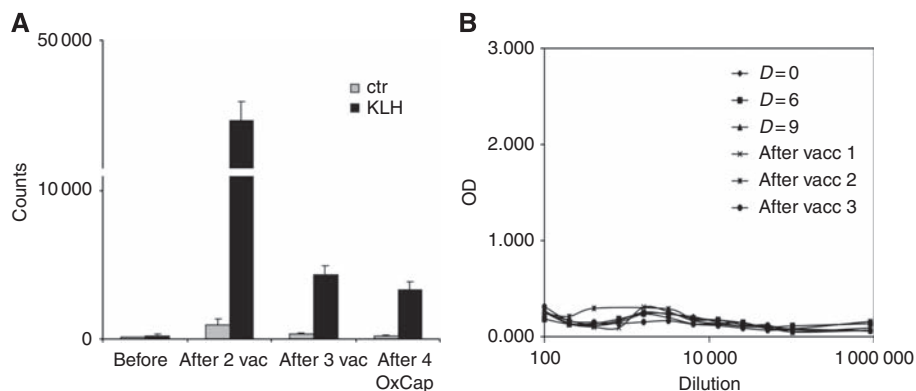 A
50 000
10 000
0
Counts
ctr
KLH
Before
After 2 vac
After 3 vac
After 4
OxCap
B
3.000
2.000
1.000
0.000
OD
D=0
D=6
D=9
After vacc 1
After vacc 2
After vacc 3
100
10 000
1 000 000
Dilution